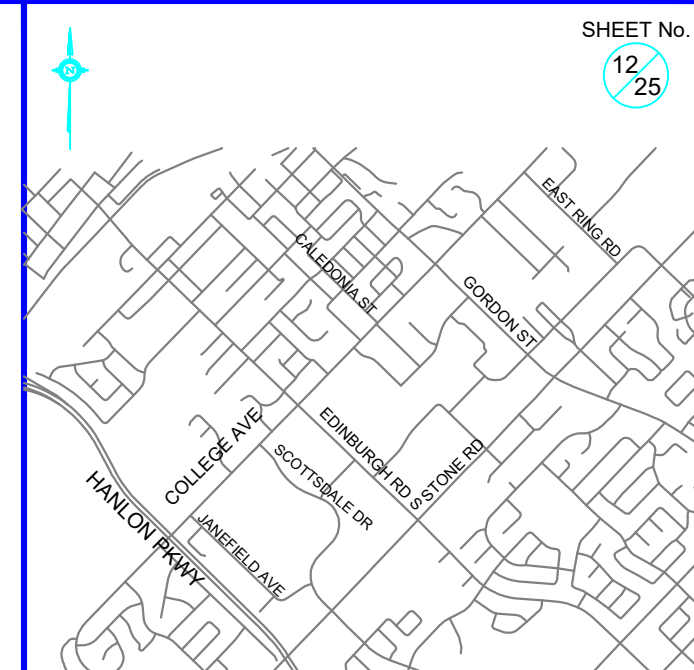 SHEET No.
12
25
N
EAST RING RD
CALEDONIA ST
GORDON ST
COLLEGE AVE
EDINBURGH RD S
STONE RD
SCOTTSDALE DR
HANLON PKWY
JANEFIELD AVE